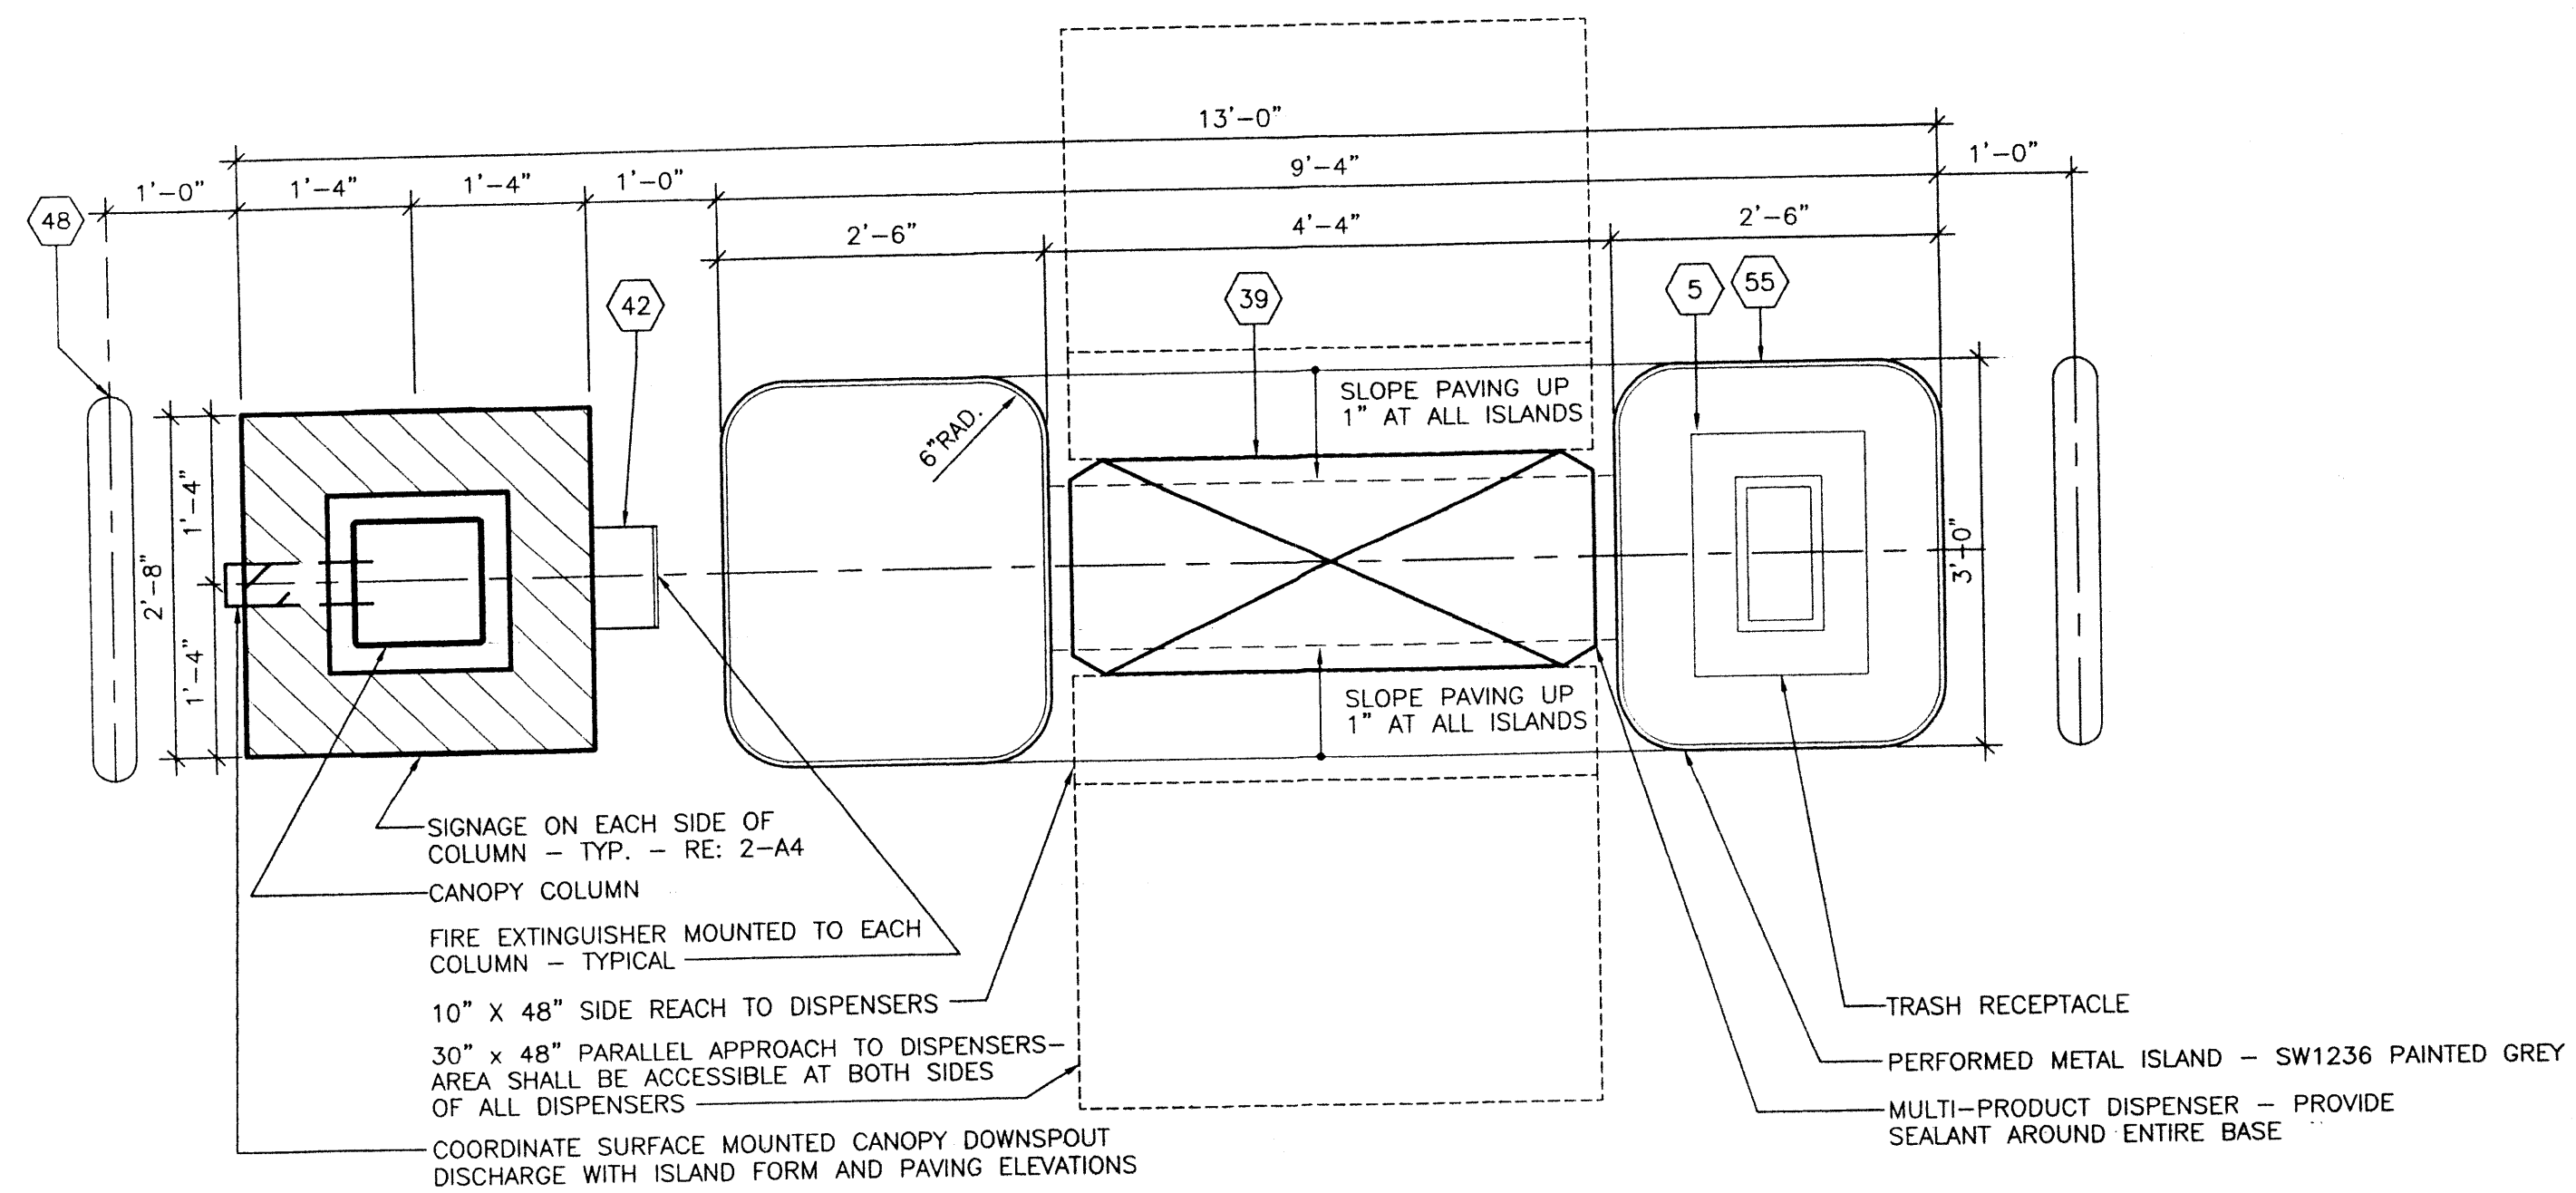 13'-0"
1'-0"
1'-4"
1'-4"
1'-0"
9'-4"
1'-0"
48
2'-6"
4'-4"
2'-6"
42
39
5
55
SLOPE PAVING UP
1" AT ALL ISLANDS
6"RAD.
1'-4"
2'-8"
1'-4"
3'-0"
SLOPE PAVING UP
1" AT ALL ISLANDS
SIGNAGE ON EACH SIDE OF
COLUMN - TYP. - RE: 2-A4
CANOPY COLUMN
FIRE EXTINGUISHER MOUNTED TO EACH
COLUMN - TYPICAL
10" X 48" SIDE REACH TO DISPENSERS
30" x 48" PARALLEL APPROACH TO DISPENSERS-
AREA SHALL BE ACCESSIBLE AT BOTH SIDES
OF ALL DISPENSERS
COORDINATE SURFACE MOUNTED CANOPY DOWNSPOUT
DISCHARGE WITH ISLAND FORM AND PAVING ELEVATIONS
TRASH RECEPTACLE
PERFORMED METAL ISLAND - SW1236 PAINTED GREY
MULTI-PRODUCT DISPENSER - PROVIDE
SEALANT AROUND ENTIRE BASE